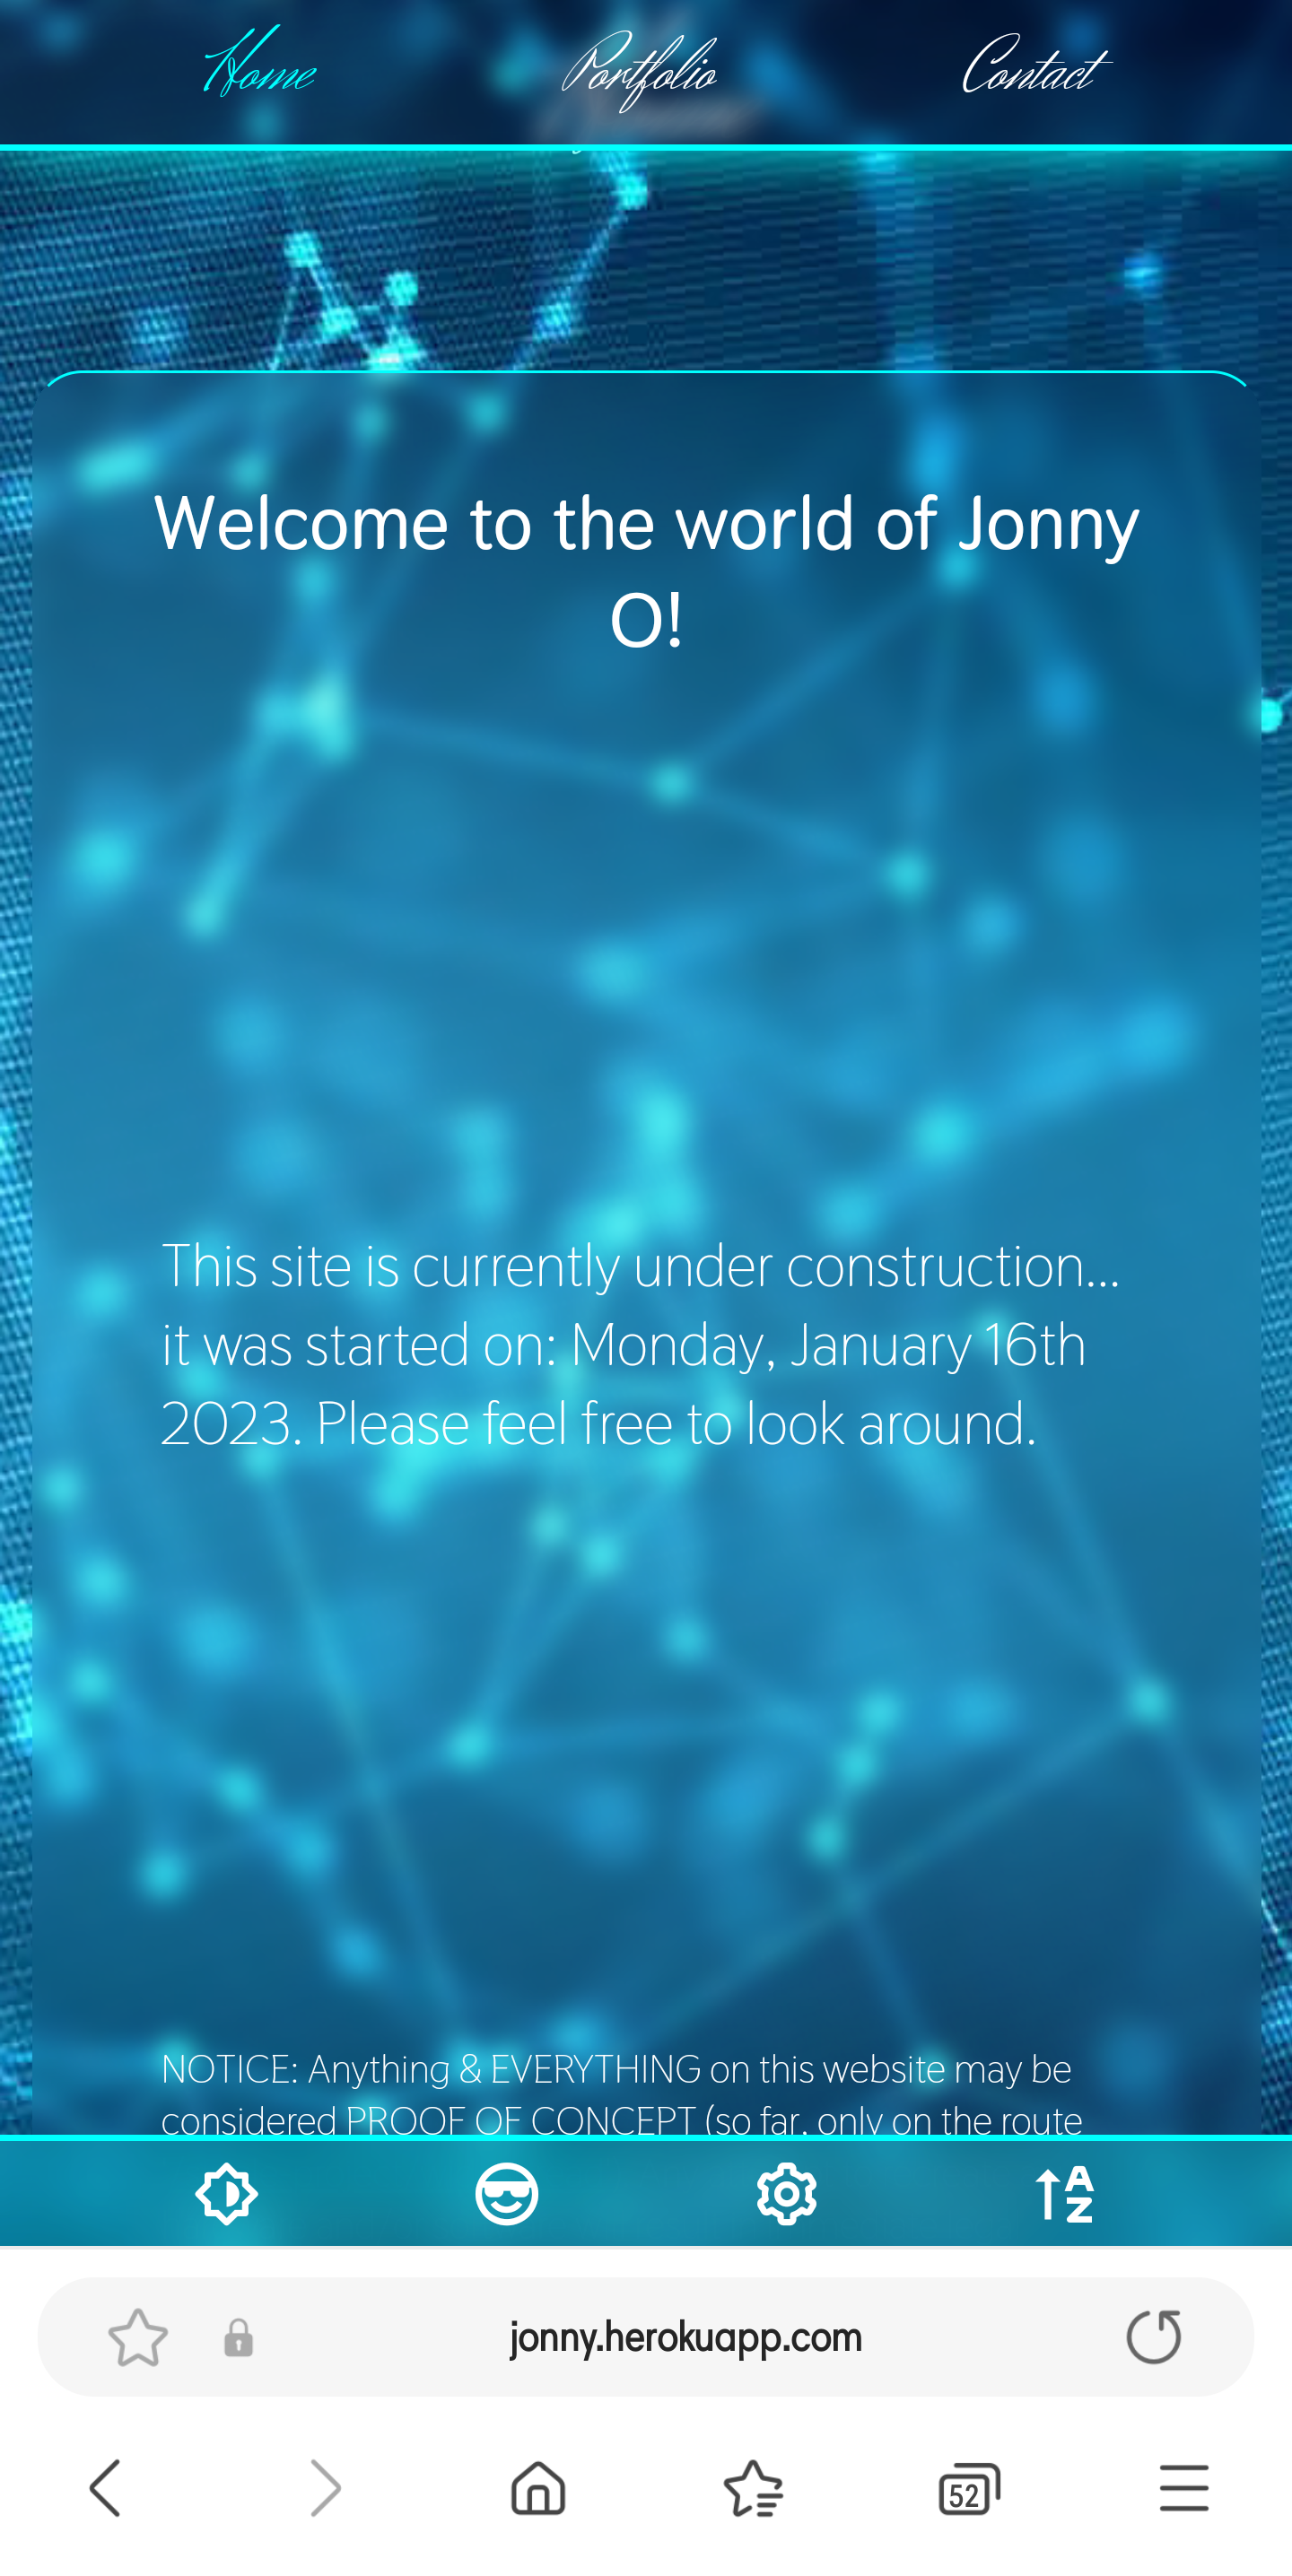 Home Portfolio Contact
Welcome to the world of Jonny
O!
This site is currently under construction...
it was started on: Monday, January 16th
2023. Please feel free to look around.
NOTICE: Anything & EVERYTHING on this website may be
considered PROOF OF CONCEPT (so far, only on the route
A
Z
jonny.herokuapp.com
52